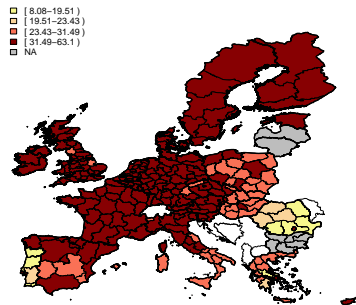 [ 8.08−19.51 )
[ 19.51−23.43 )
[ 23.43−31.49 )
[ 31.49−63.1 )
NA